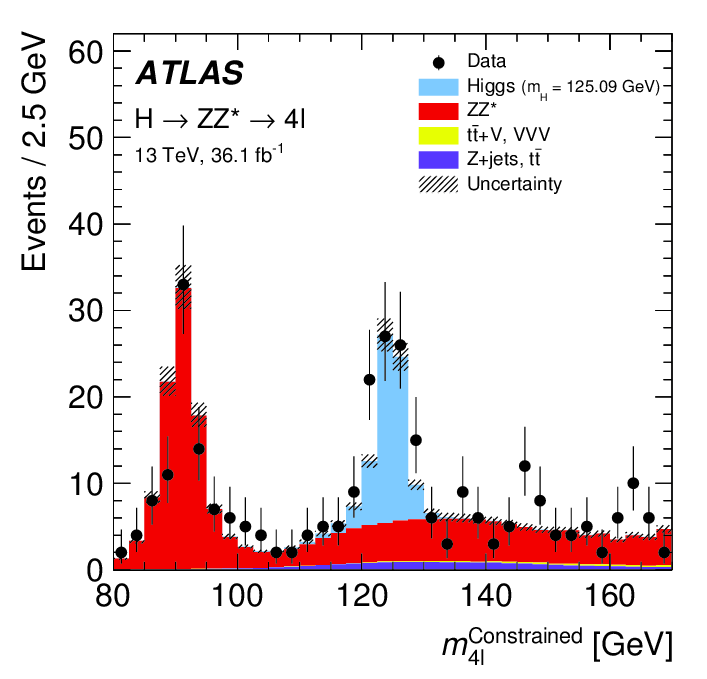 ATLAS
H → ZZ* → 4l
13 TeV, 36.1 fb⁻¹
Data
Higgs (m_H = 125.09 GeV)
ZZ*
tt̄+V, VVV
Z+jets, tt̄
Uncertainty
Events / 2.5 GeV
60
50
40
30
20
10
0
80 100 120 140 160
m_4l^Constrained [GeV]